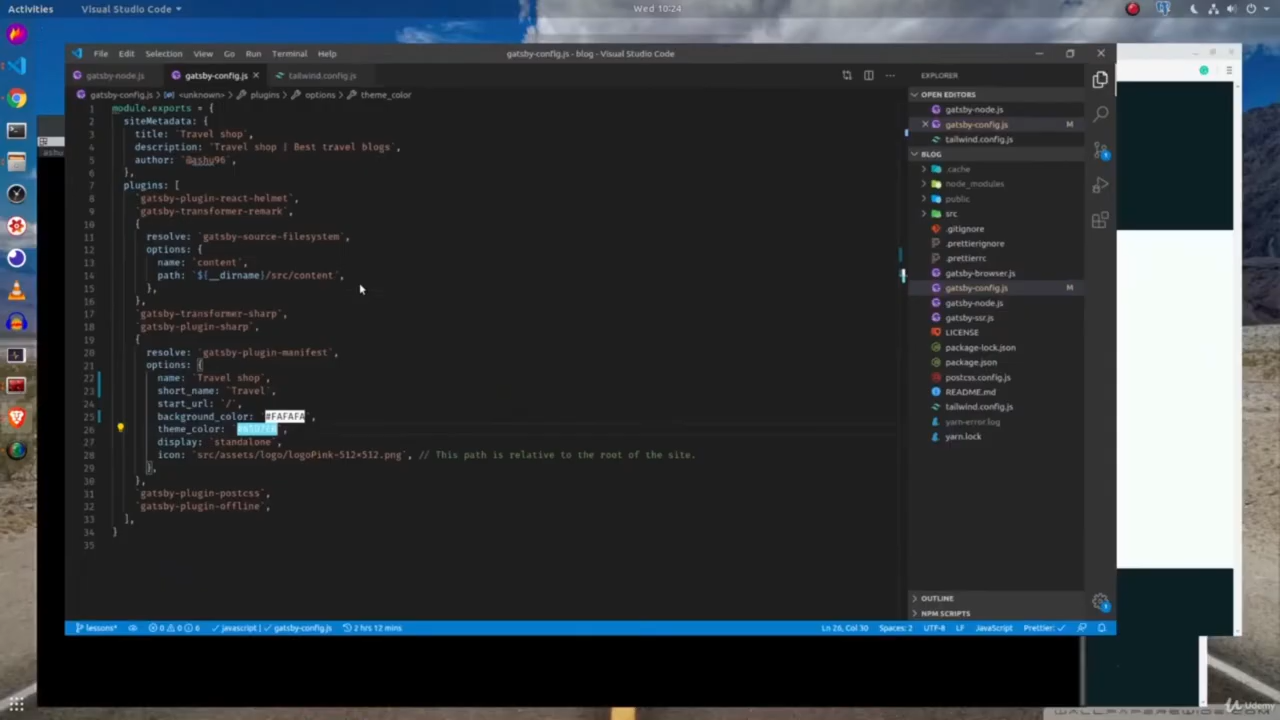 Activities
Visual Studio Code
Wed 10:24
File Edit Selection View Go Run Terminal Help
gatsby-config.js - blog - Visual Studio Code
gatsby-node.js
gatsby-config.js
tailwind.config.js
gatsby-config.js > <unknown> > plugins > options > theme_color
1 module.exports = {
2 siteMetadata: {
3 title: `Travel shop`,
4 description: `Travel shop | Best travel blogs`,
5 author: `@ashu96`,
6 },
7 plugins: [
8 `gatsby-plugin-react-helmet`,
9 `gatsby-transformer-remark`,
10 {
11 resolve: `gatsby-source-filesystem`,
12 options: {
13 name: `content`,
14 path: `${__dirname}/src/content`,
15 },
16 },
17 `gatsby-transformer-sharp`,
18 `gatsby-plugin-sharp`,
19 {
20 resolve: `gatsby-plugin-manifest`,
21 options: {
22 name: `Travel shop`,
23 short_name: `Travel`,
24 start_url: `/`,
25 background_color: `#FAFAFA`,
26 theme_color:
27 display: `standalone`,
28 icon: `src/assets/logo/logoPink-512×512.png`, // This path is relative to the root of the site.
29 },
30 },
31 `gatsby-plugin-postcss`,
32 `gatsby-plugin-offline`,
33 ],
34 }
35
EXPLORER
OPEN EDITORS
gatsby-node.js
gatsby-config.js M
tailwind.config.js
BLOG
.cache
node_modules
public
src
.gitignore
.prettierignore
.prettierrc
gatsby-browser.js
gatsby-config.js M
gatsby-node.js
gatsby-ssr.js
LICENSE
package-lock.json
package.json
postcss.config.js
README.md
tailwind.config.js
yarn-error.log
yarn.lock
OUTLINE
NPM SCRIPTS
lessons* 0 0 6 javascript | gatsby-config.js 2 hrs 12 mins
Ln 26, Col 30 Spaces: 2 UTF-8 LF JavaScript Prettier:
Udemy